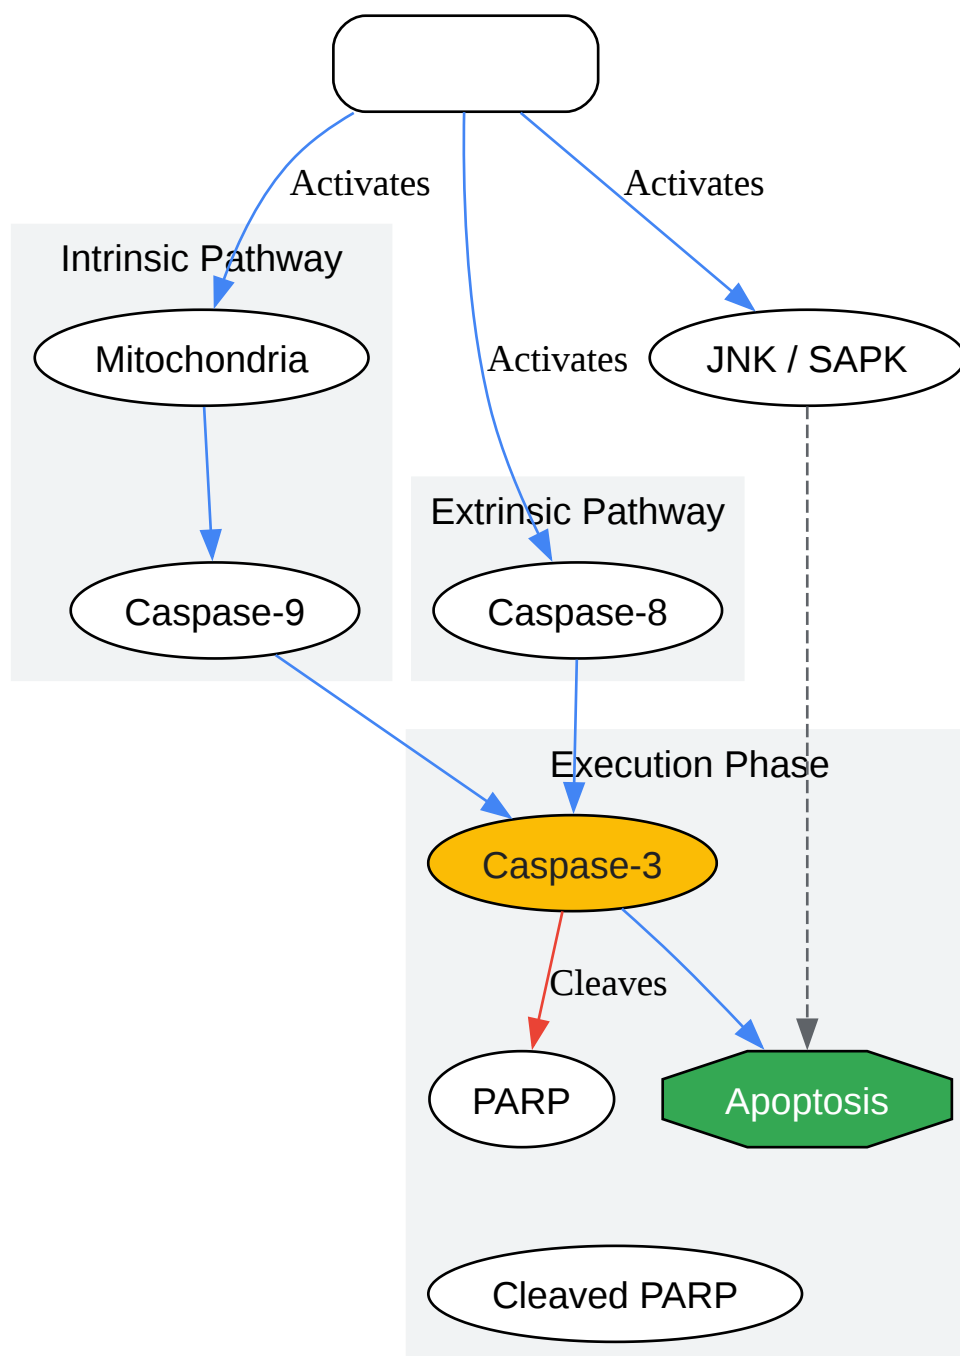 Activates
Activates
Intrinsic Pathway
Mitochondria
Activates
JNK / SAPK
Extrinsic Pathway
Caspase-9
Caspase-8
Execution Phase
Caspase-3
Cleaves
PARP
Apoptosis
Cleaved PARP